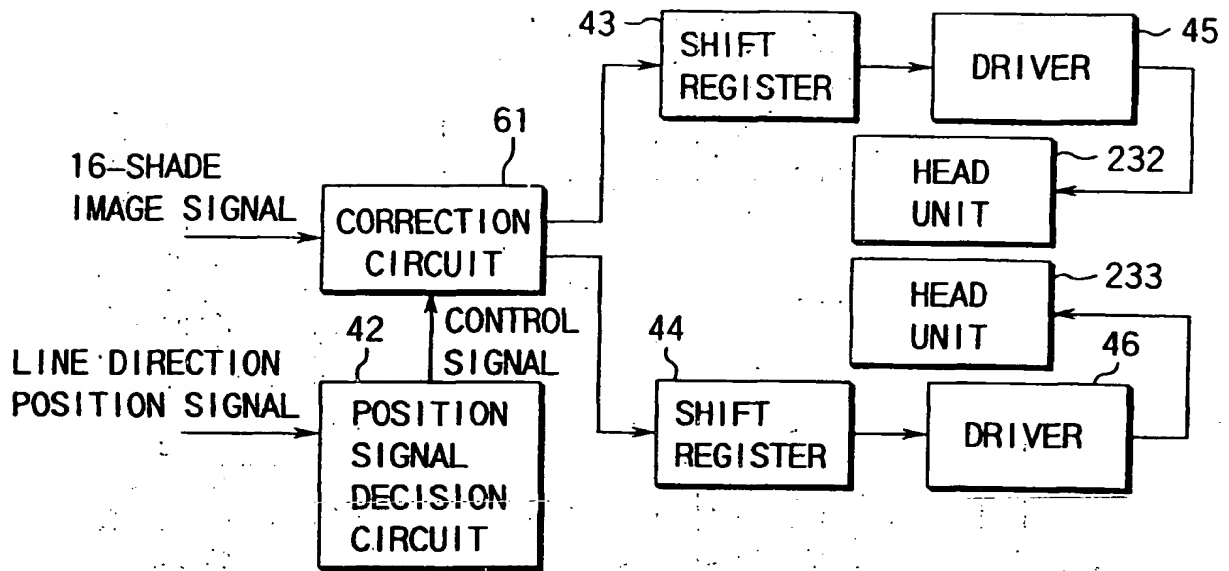 43
SHIFT
REGISTER
45
DRIVER
61
16-SHADE
IMAGE SIGNAL
CORRECTION
CIRCUIT
HEAD
UNIT
232
HEAD
UNIT
233
CONTROL
SIGNAL
42
LINE DIRECTION
POSITION SIGNAL
POSITION
SIGNAL
DECISION
CIRCUIT
44
SHIFT
REGISTER
46
DRIVER